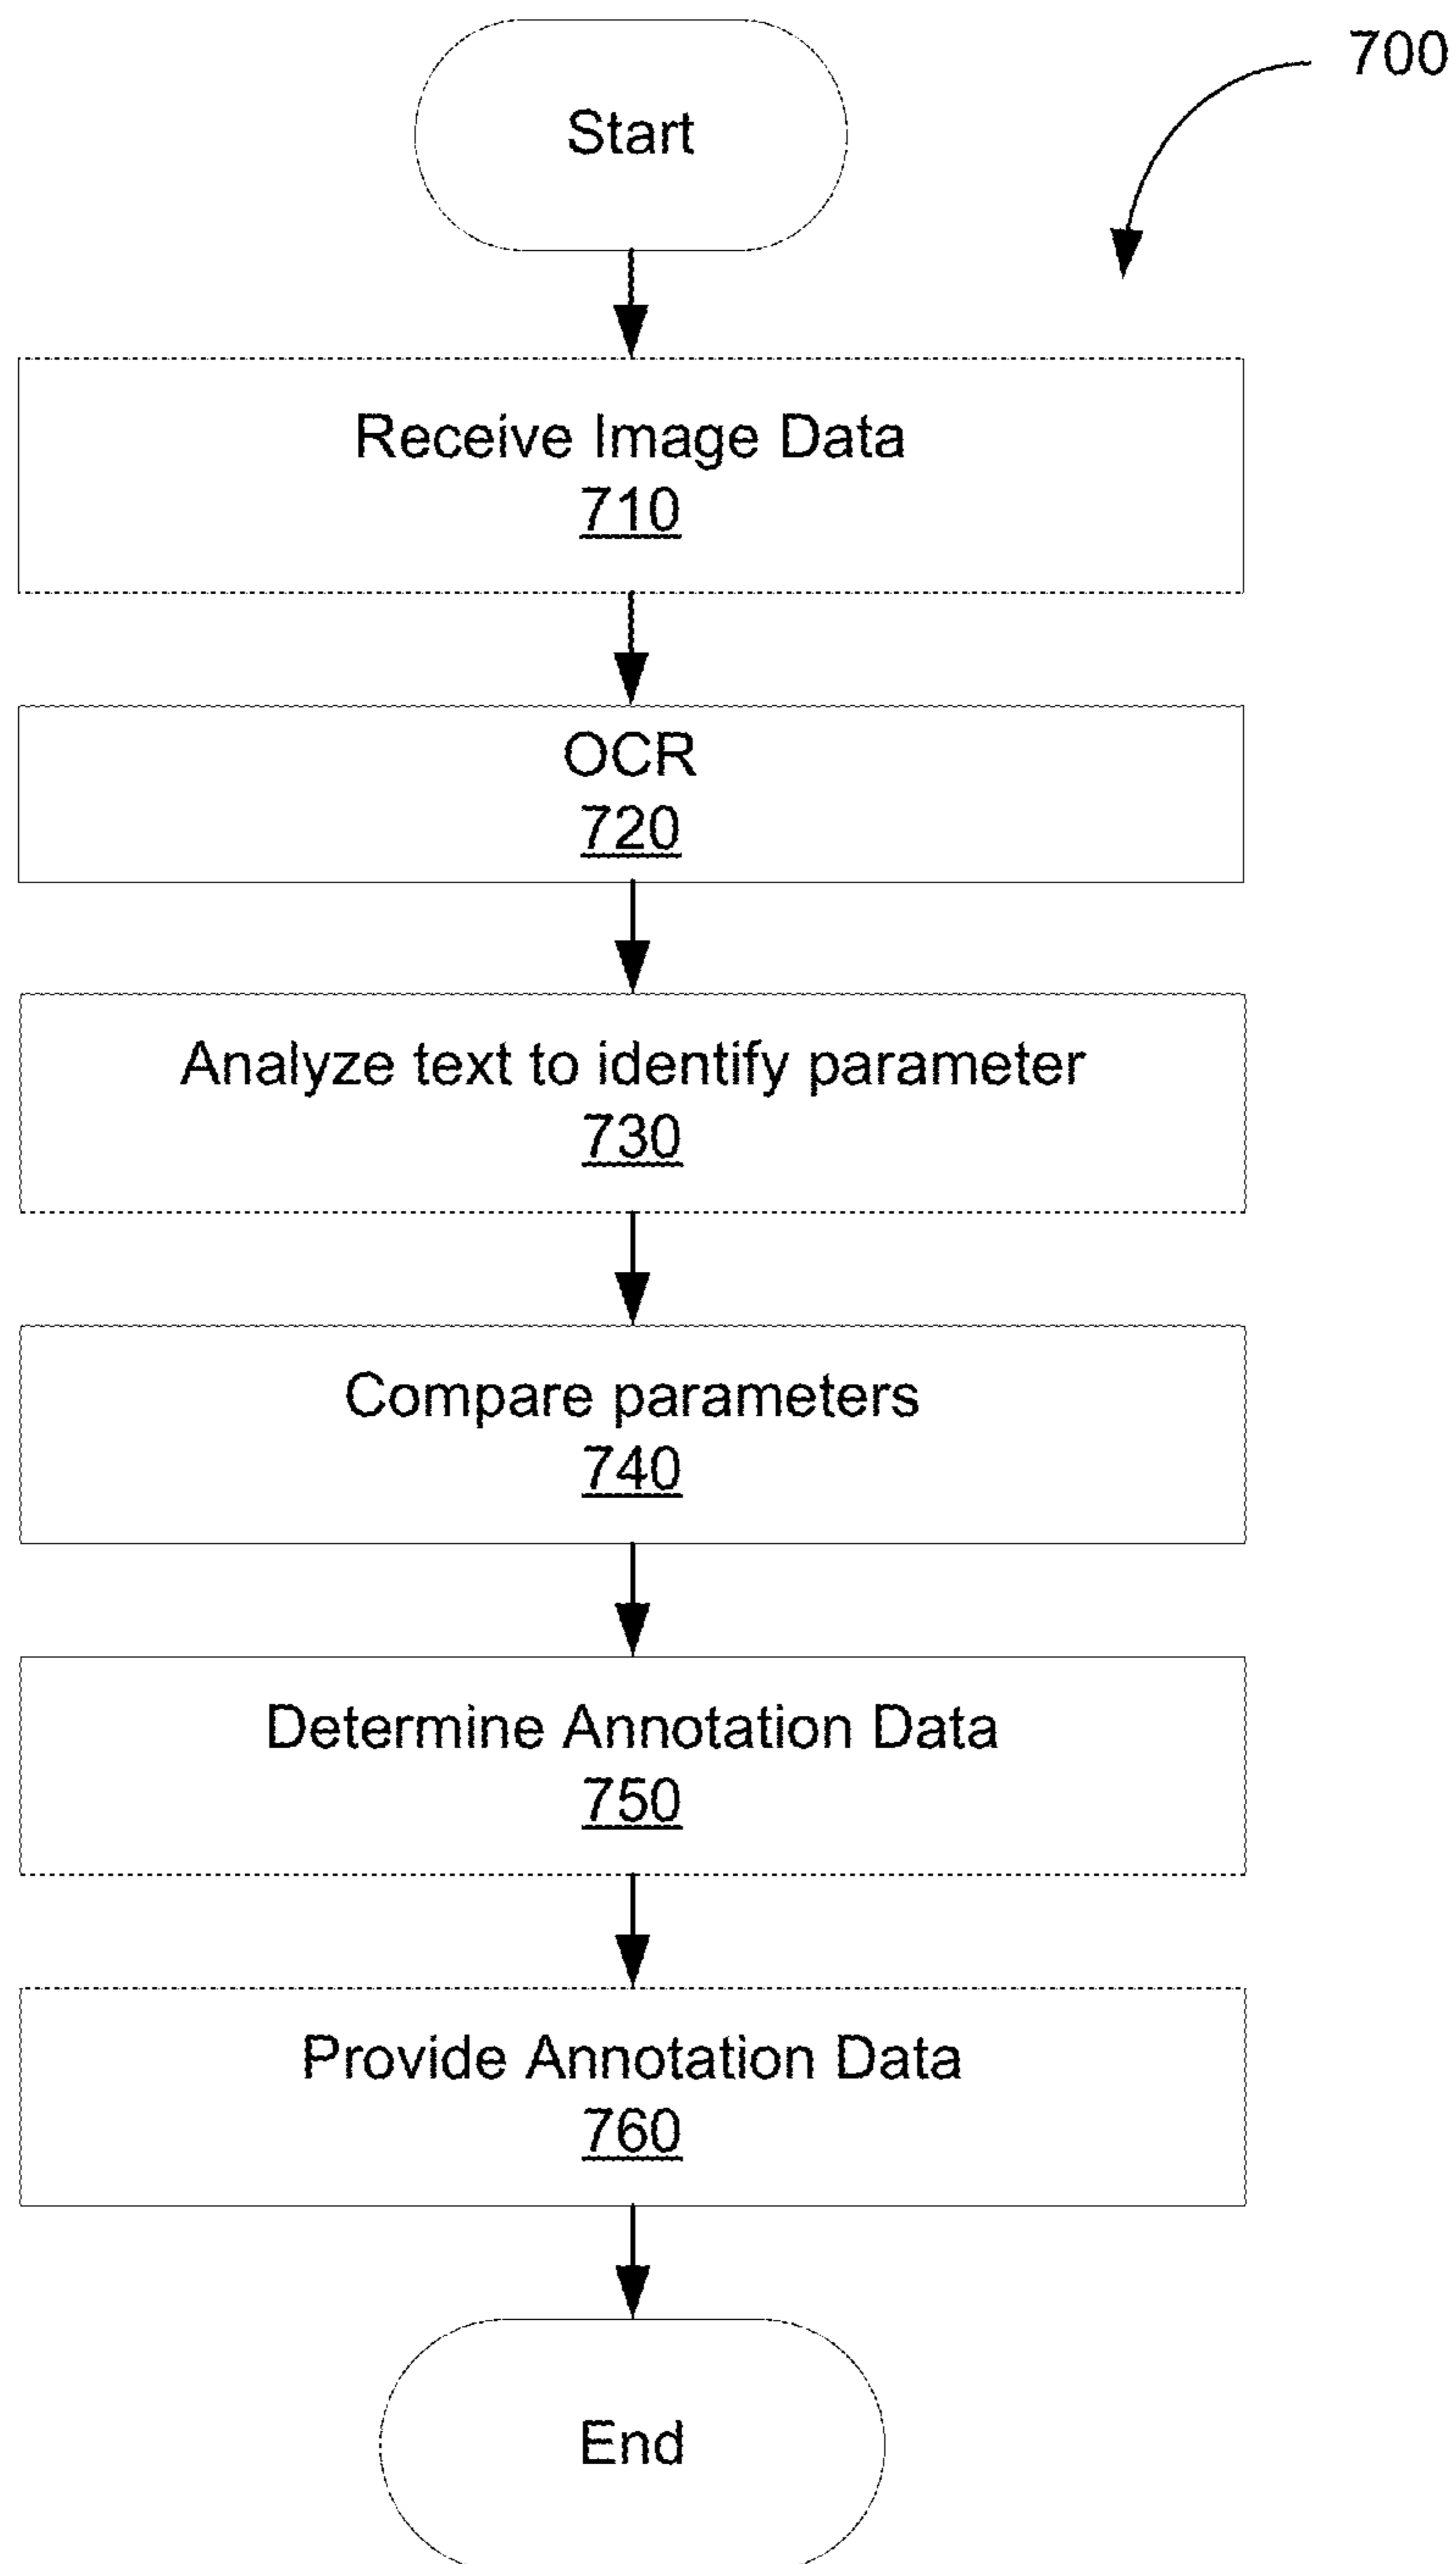 700
Start
Receive Image Data
710
OCR
720
Analyze text to identify parameter
730
Compare parameters
740
Determine Annotation Data
750
Provide Annotation Data
760
End